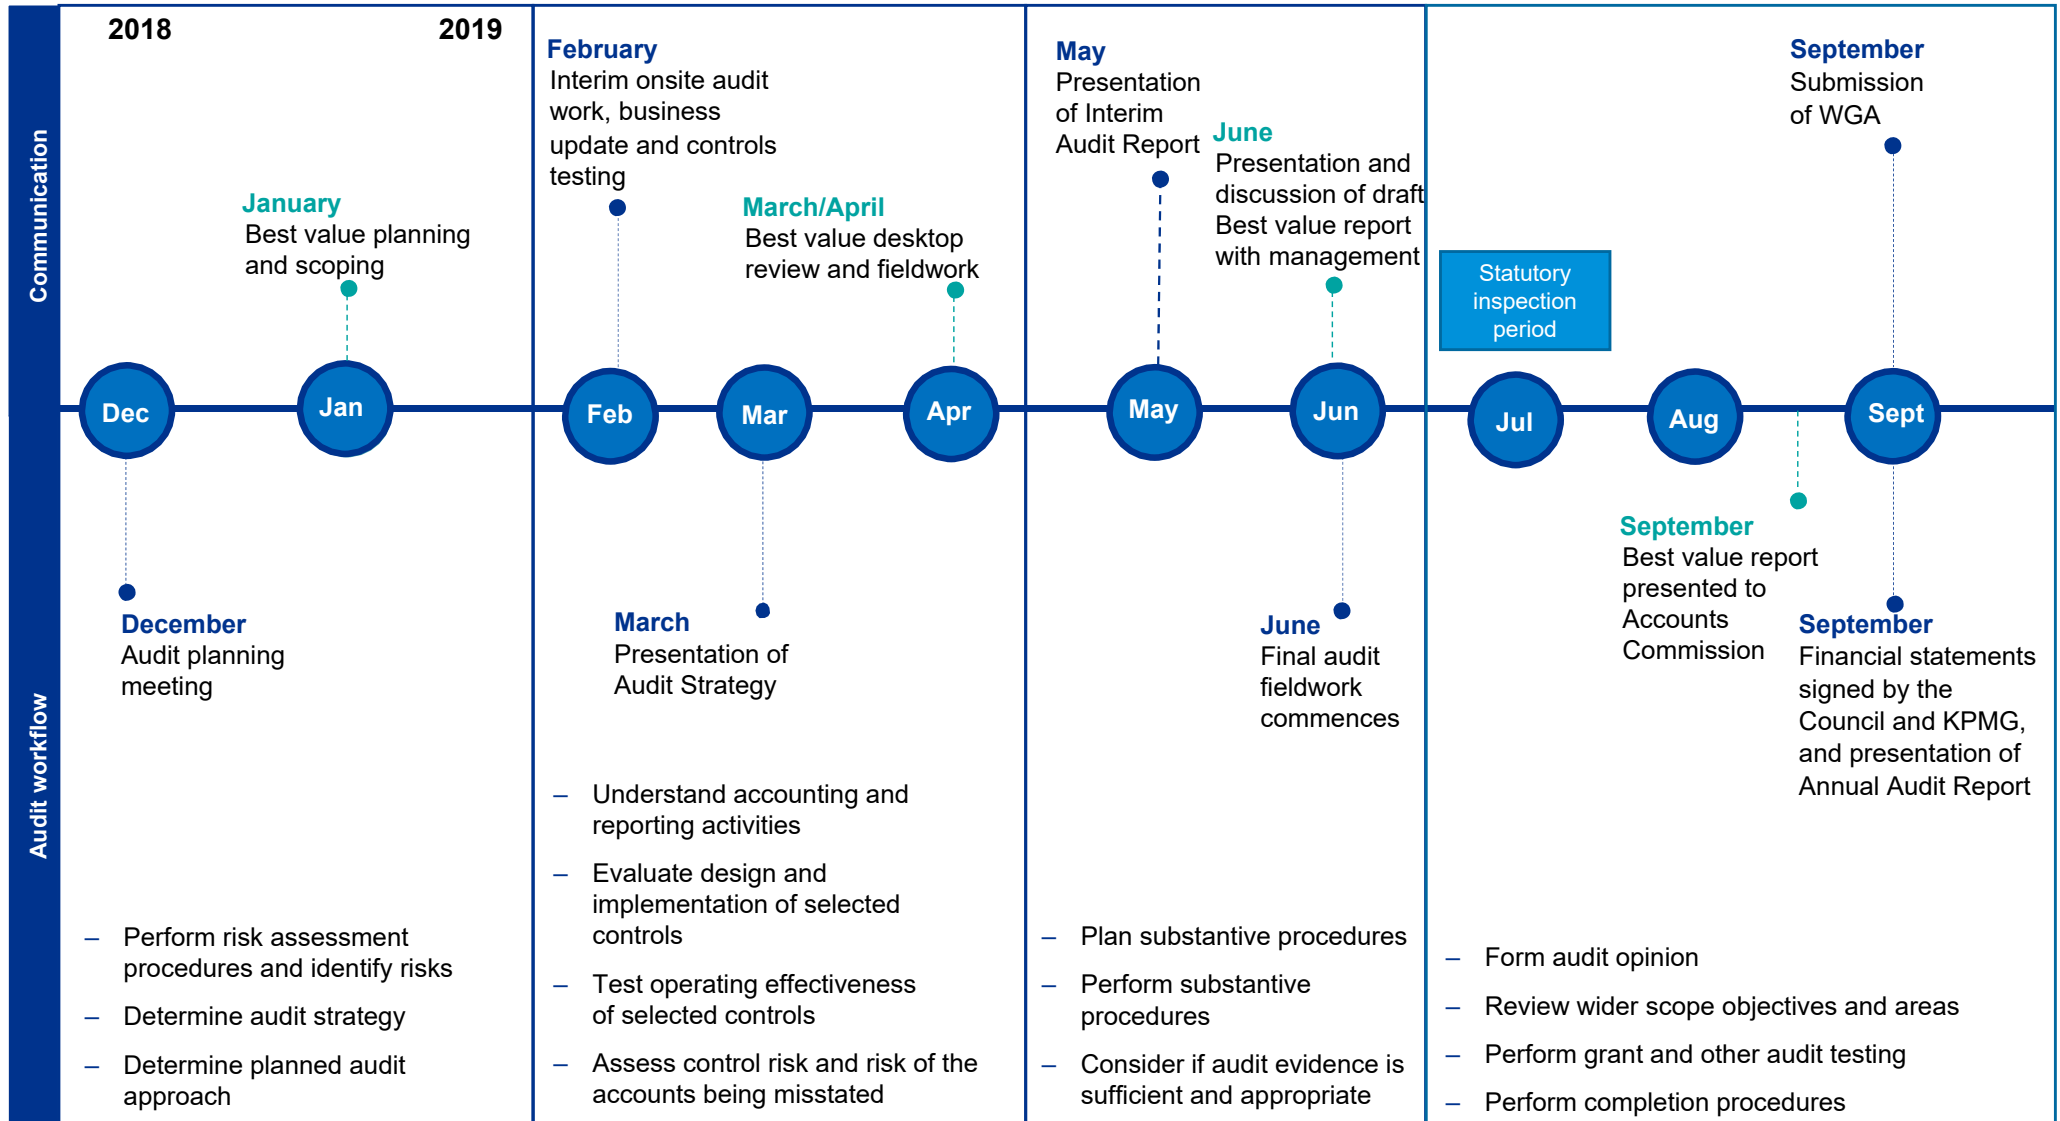 2018
2019
Communication
January
Best value planning
and scoping
February
Interim onsite audit
work, business
update and controls
testing
March/April
Best value desktop
review and fieldwork
May
Presentation
of Interim
Audit Report
June
Presentation and
discussion of draft
Best value report
with management
Statutory
inspection
period
September
Submission
of WGA
Dec
Jan
Feb
Mar
Apr
May
Jun
Jul
Aug
Sept
Audit workflow
December
Audit planning
meeting
March
Presentation of
Audit Strategy
June
Final audit
fieldwork
commences
September
Best value report
presented to
Accounts
Commission
September
Financial statements
signed by the
Council and KPMG,
and presentation of
Annual Audit Report
– Perform risk assessment
procedures and identify risks
– Determine audit strategy
– Determine planned audit
approach
– Understand accounting and
reporting activities
– Evaluate design and
implementation of selected
controls
– Test operating effectiveness
of selected controls
– Assess control risk and risk of the
accounts being misstated
– Plan substantive procedures
– Perform substantive
procedures
– Consider if audit evidence is
sufficient and appropriate
– Form audit opinion
– Review wider scope objectives and areas
– Perform grant and other audit testing
– Perform completion procedures